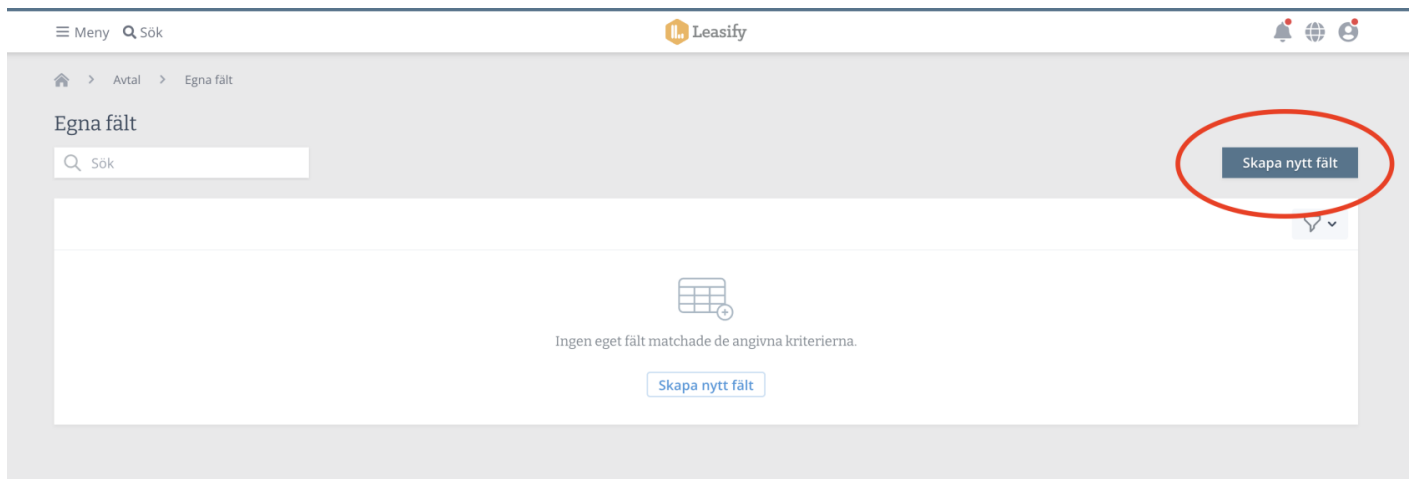 Meny Sök Leasify
Avtal Egna fält
Egna fält
Sök Skapa nytt fält
Ingen eget fält matchade de angivna kriterierna.
Skapa nytt fält